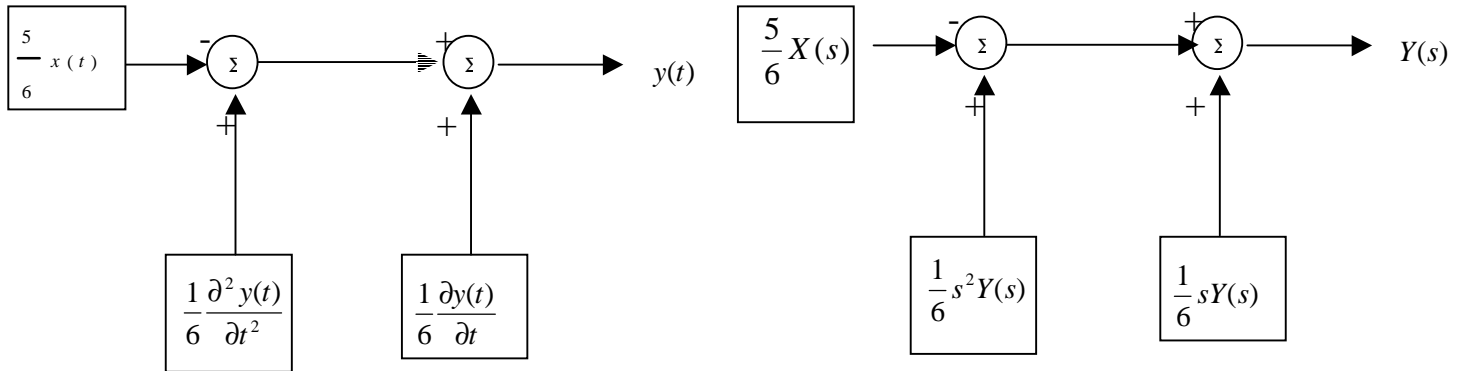 5/6 x(t)
-
Σ
+
Σ
y(t)
+
+
1/6 ∂²y(t)/∂t²
1/6 ∂y(t)/∂t
5/6 X(s)
-
Σ
+
Σ
Y(s)
+
+
1/6 s²Y(s)
1/6 sY(s)